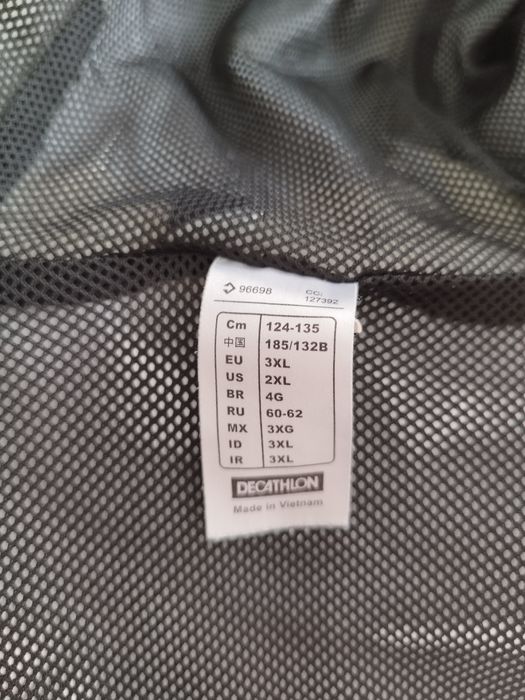 96698 CC:
127392
Cm 124-135
中国 185/132B
EU 3XL
US 2XL
BR 4G
RU 60-62
MX 3XG
ID 3XL
IR 3XL
DECATHLON
Made in Vietnam